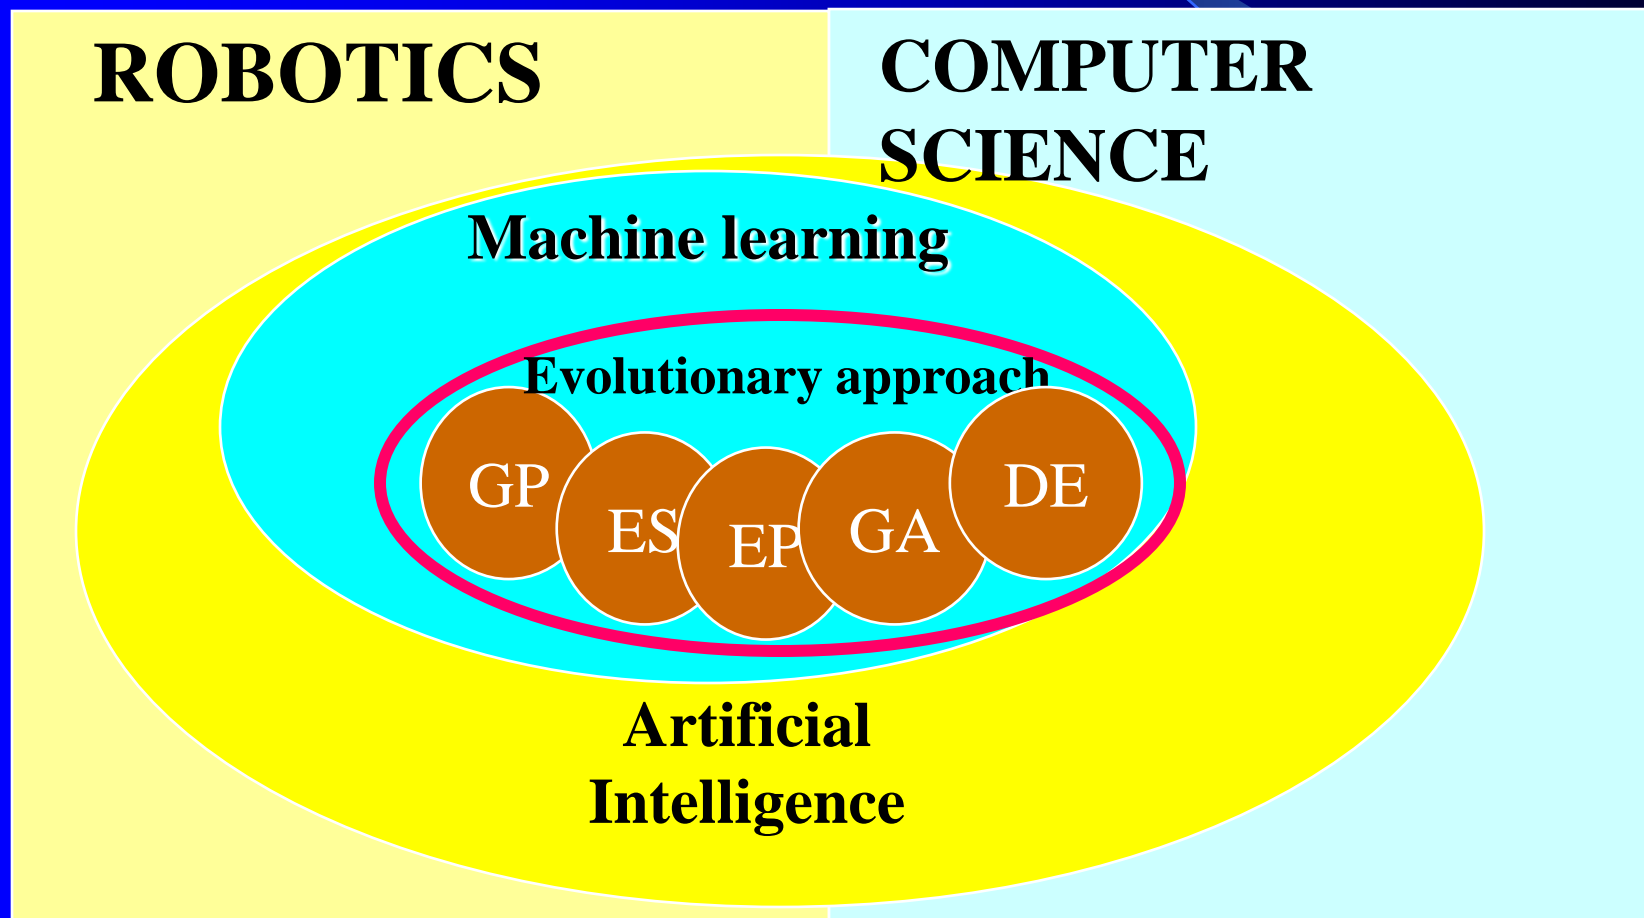 ROBOTICS
COMPUTER
SCIENCE
Machine learning
Evolutionary approach
GP
ES
EP
GA
DE
Artificial
Intelligence